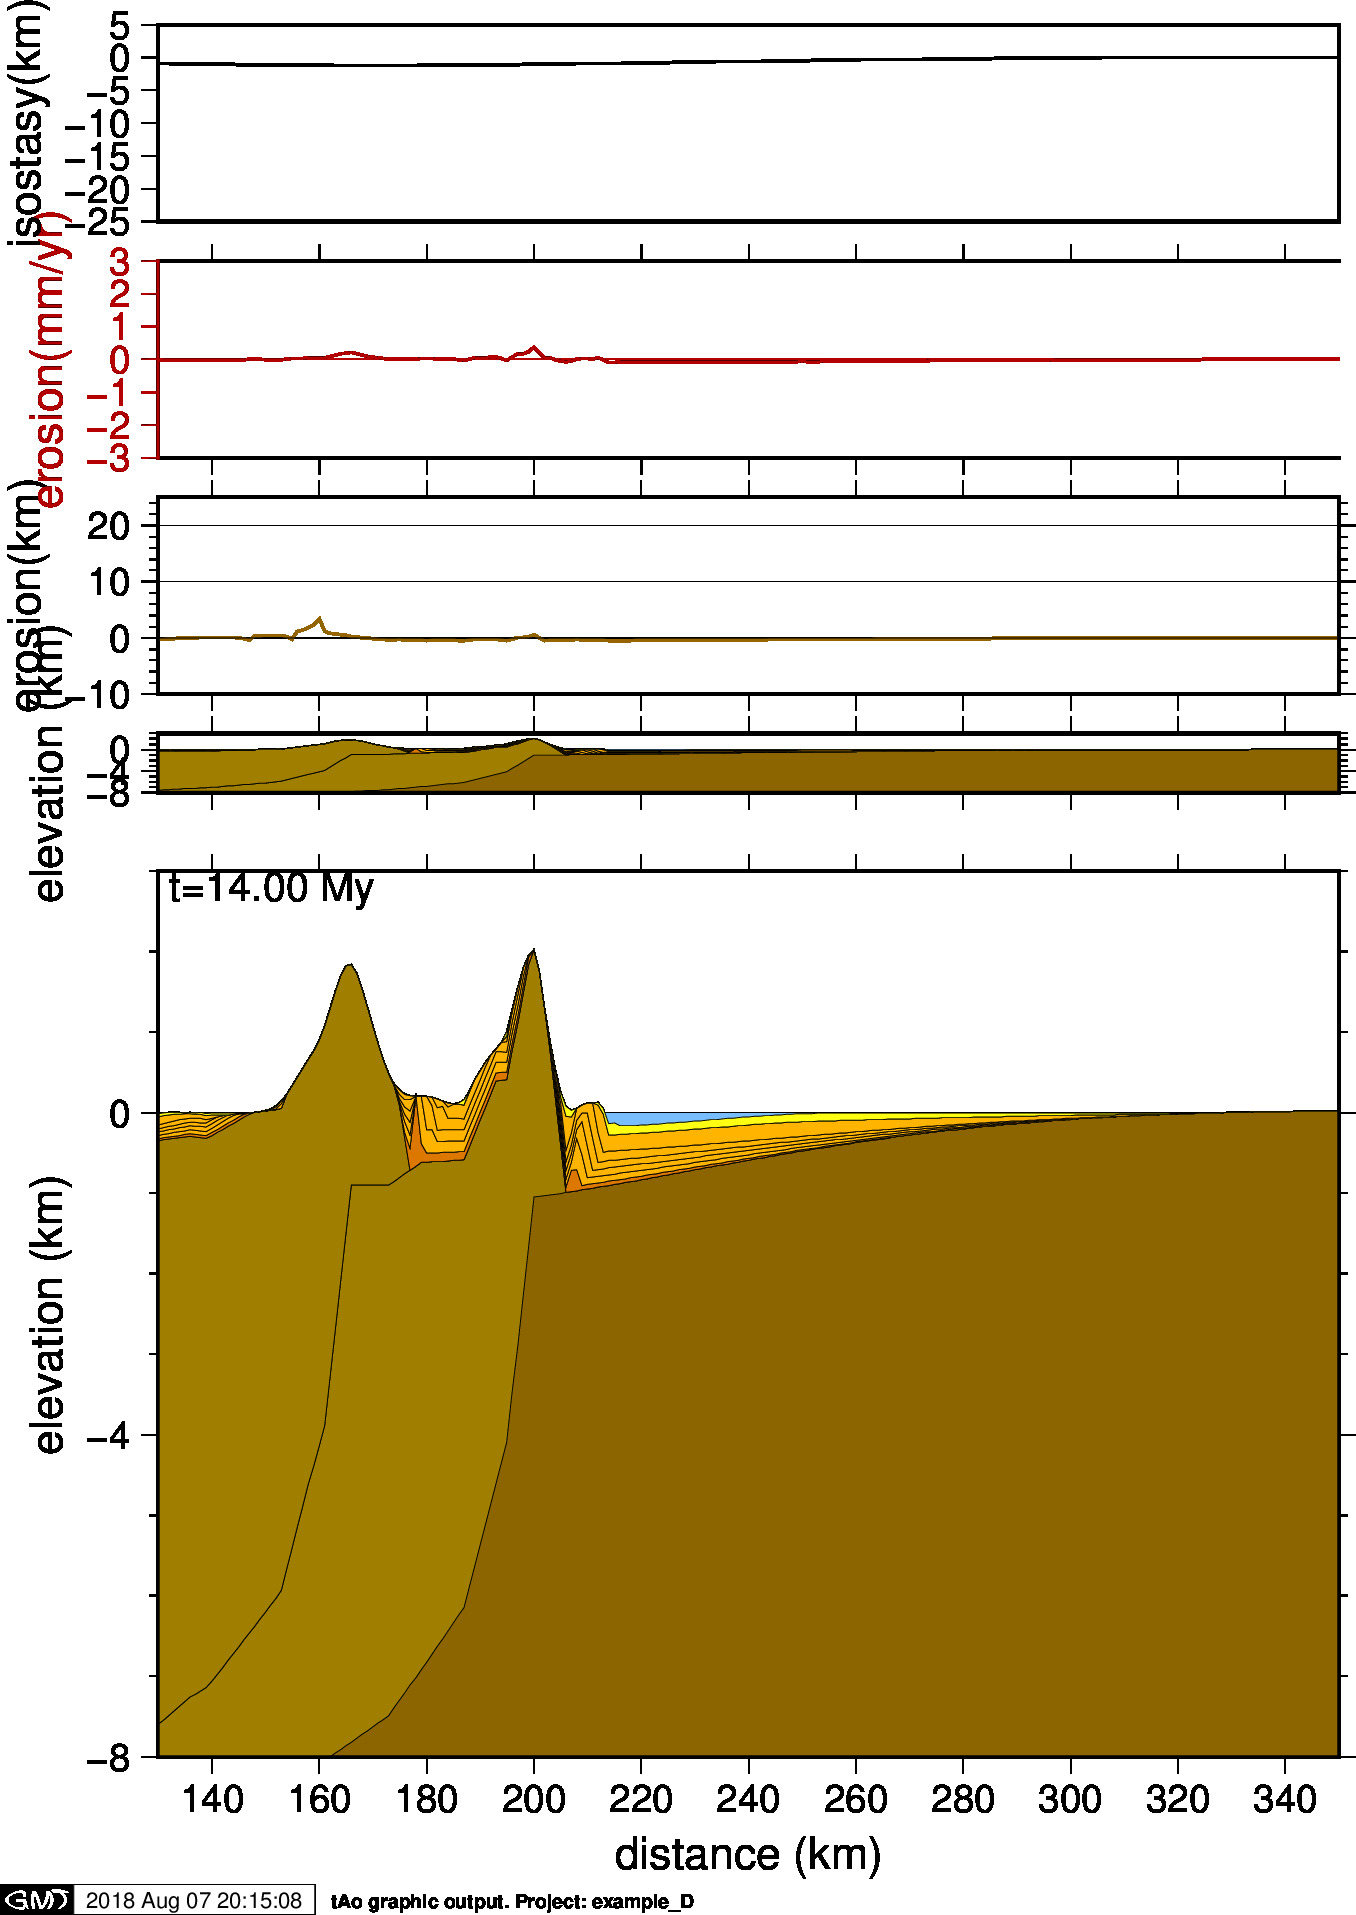 isostasy(km)
5
0
−5
−10
−15
−20
−25
erosion(mm/yr)
3
2
1
0
−1
−2
−3
erosion(km)
20
10
0
−10
elevation (km)
0
−4
−8
t=14.00 My
elevation (km)
0
−4
−8
140 160 180 200 220 240 260 280 300 320 340
distance (km)
GMT 2018 Aug 07 20:15:08 tAo graphic output. Project: example_D